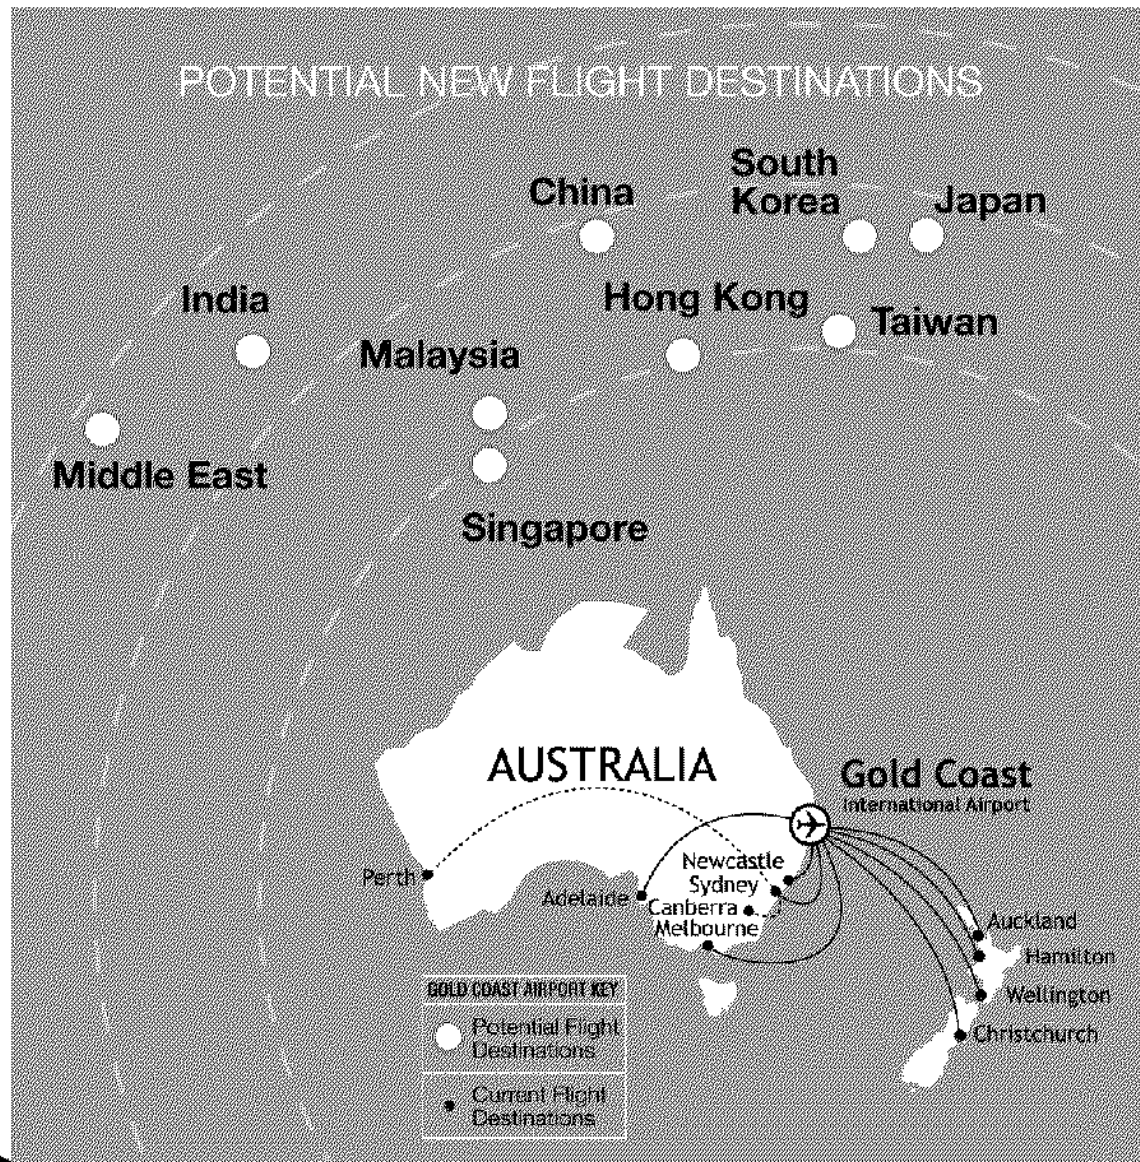 POTENTIAL NEW FLIGHT DESTINATIONS
South
Korea
China
Japan
India
Hong Kong
Taiwan
Malaysia
Middle East
Singapore
AUSTRALIA
Gold Coast
International Airport
Newcastle
Perth
Sydney
Adelaide
Canberra
Melbourne
Auckland
Hamilton
Wellington
Christchurch
GOLD COAST AIRPORT KEY
Potential Flight
Destinations
Current Flight
Destinations